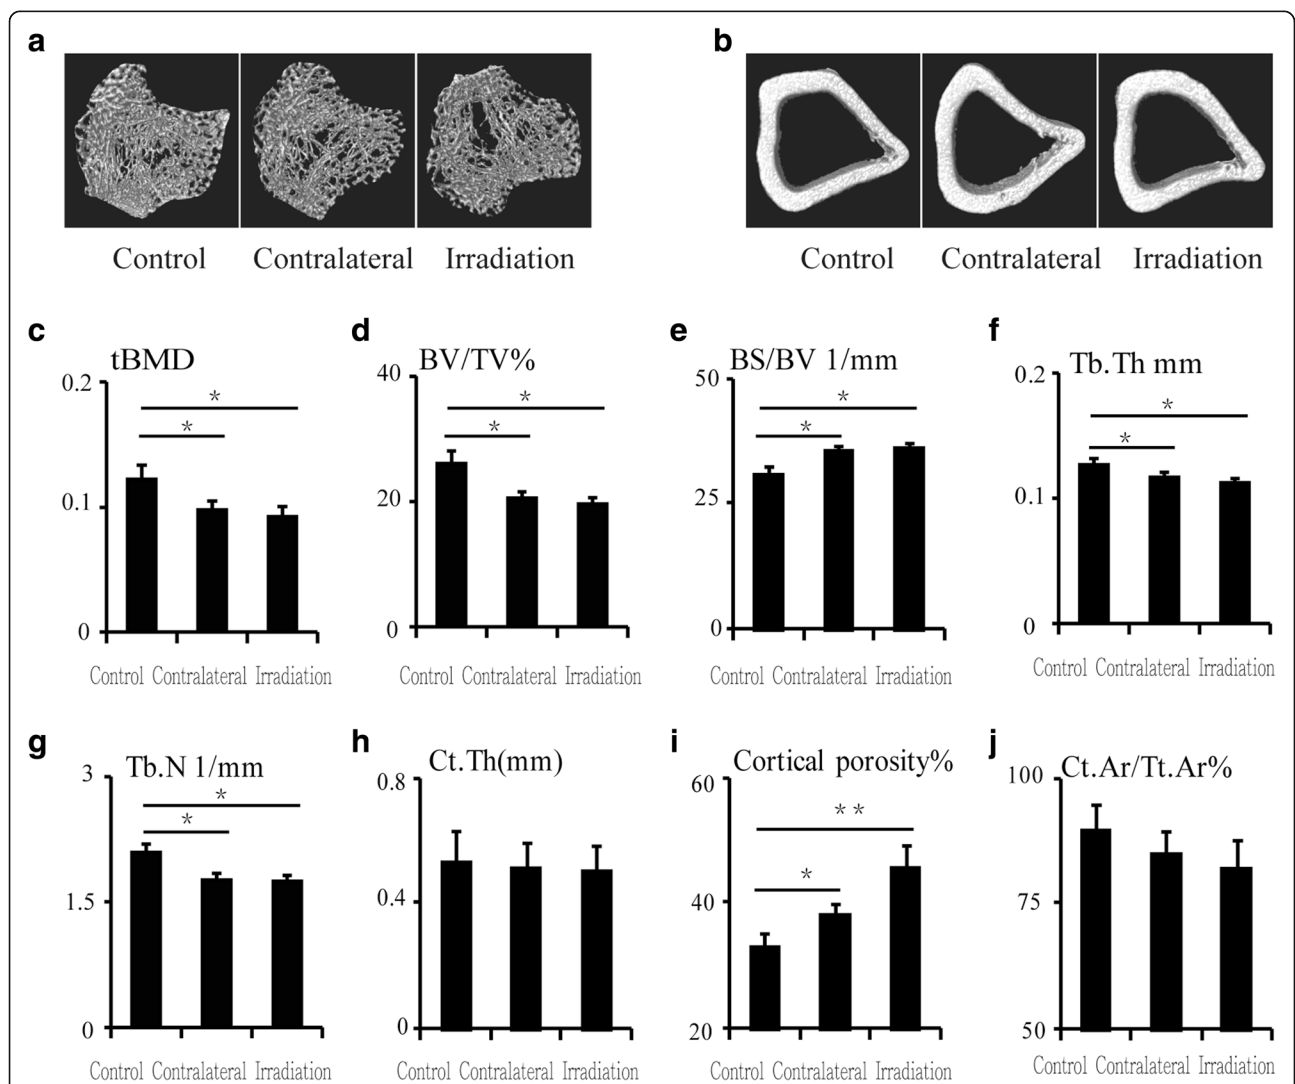 a
b
Control Contralateral Irradiation
Control Contralateral Irradiation
c
tBMD
0.2
*
*
0.1
0
Control Contralateral Irradiation
d
BV/TV%
40
*
*
20
0
Control Contralateral Irradiation
e
BS/BV 1/mm
50
*
*
25
0
Control Contralateral Irradiation
f
Tb.Th mm
0.2
*
*
0.1
0
Control Contralateral Irradiation
g
Tb.N 1/mm
3
*
*
1.5
0
Control Contralateral Irradiation
h
Ct.Th(mm)
0.8
0.4
0
Control Contralateral Irradiation
i
Cortical porosity%
60
**
*
40
20
Control Contralateral Irradiation
j
Ct.Ar/Tt.Ar%
100
75
50
Control Contralateral Irradiation